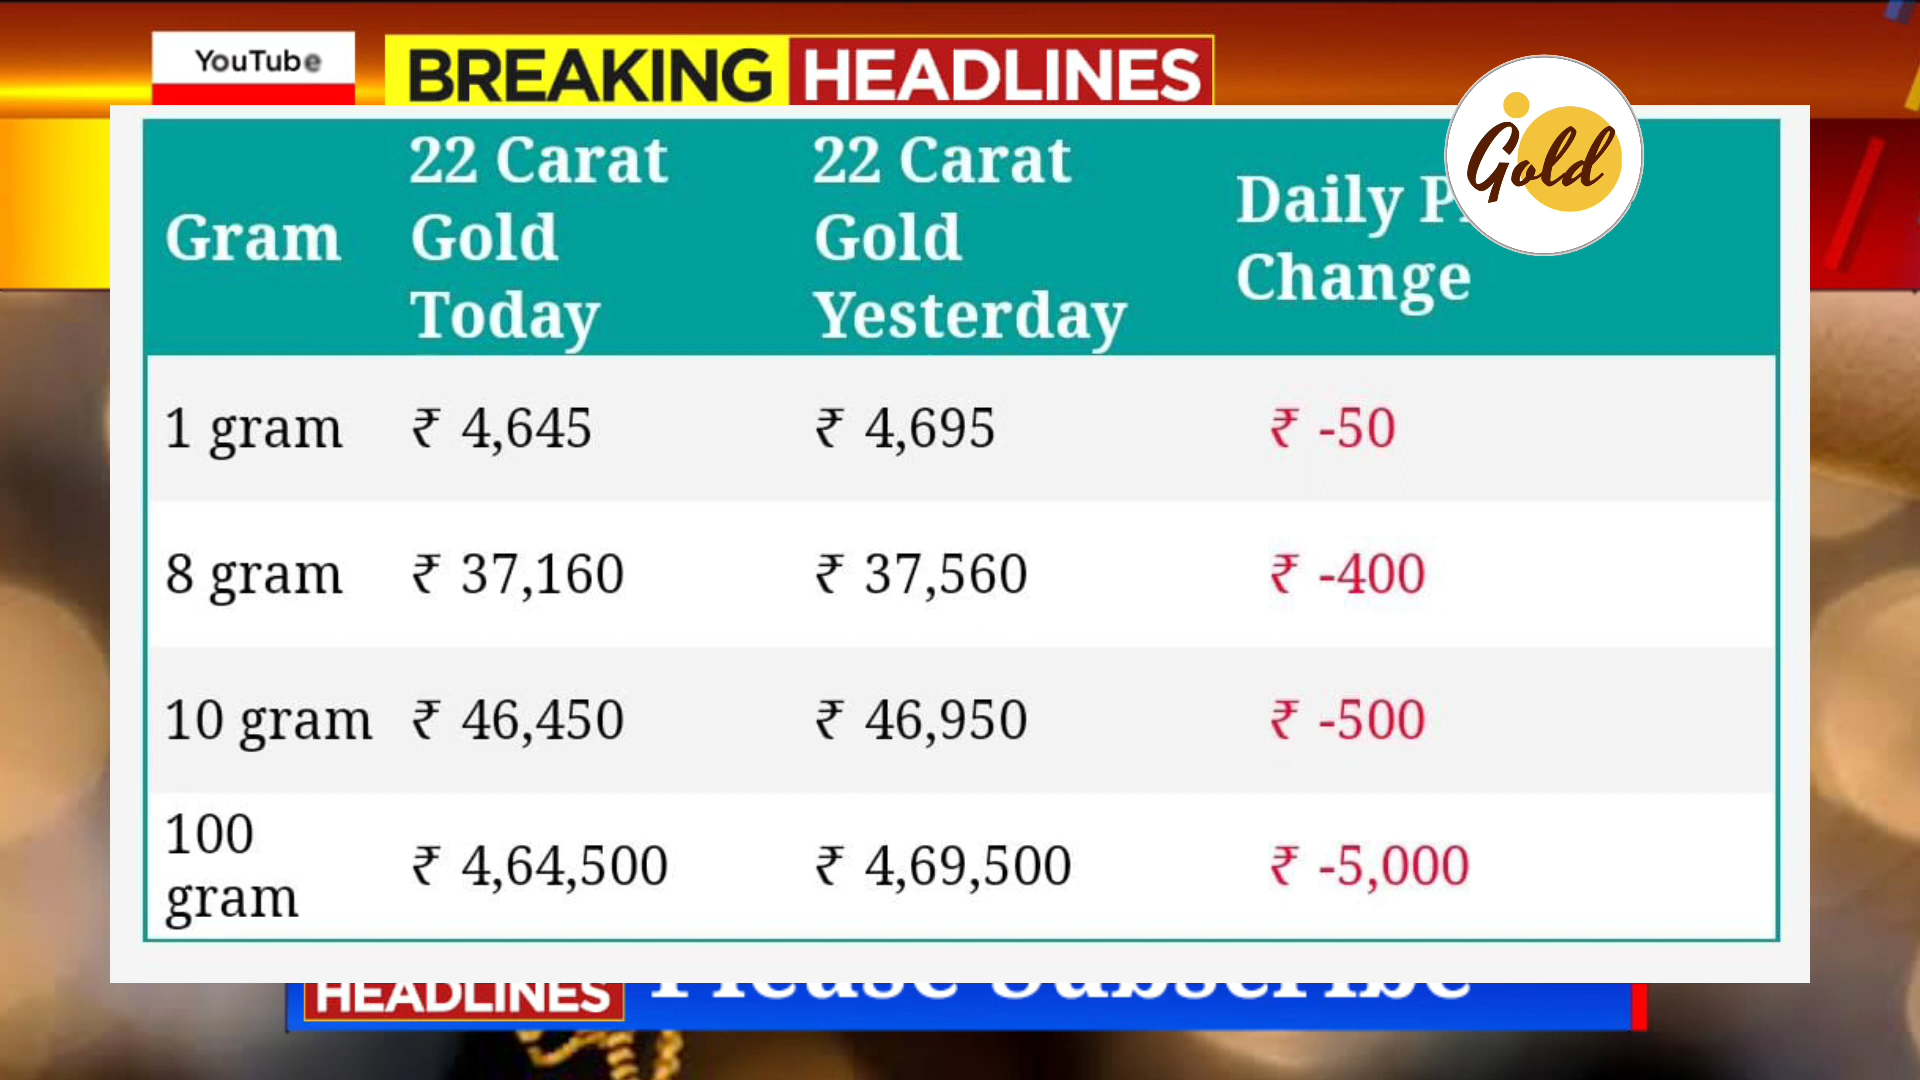 YouTube
BREAKING HEADLINES
Gold
Gram
22 Carat
Gold
Today
22 Carat
Gold
Yesterday
Daily
Change
1 gram ₹ 4,645 ₹ 4,695 ₹ -50
8 gram ₹ 37,160 ₹ 37,560 ₹ -400
10 gram ₹ 46,450 ₹ 46,950 ₹ -500
100
gram ₹ 4,64,500 ₹ 4,69,500 ₹ -5,000
HEADLINES Please Subscribe